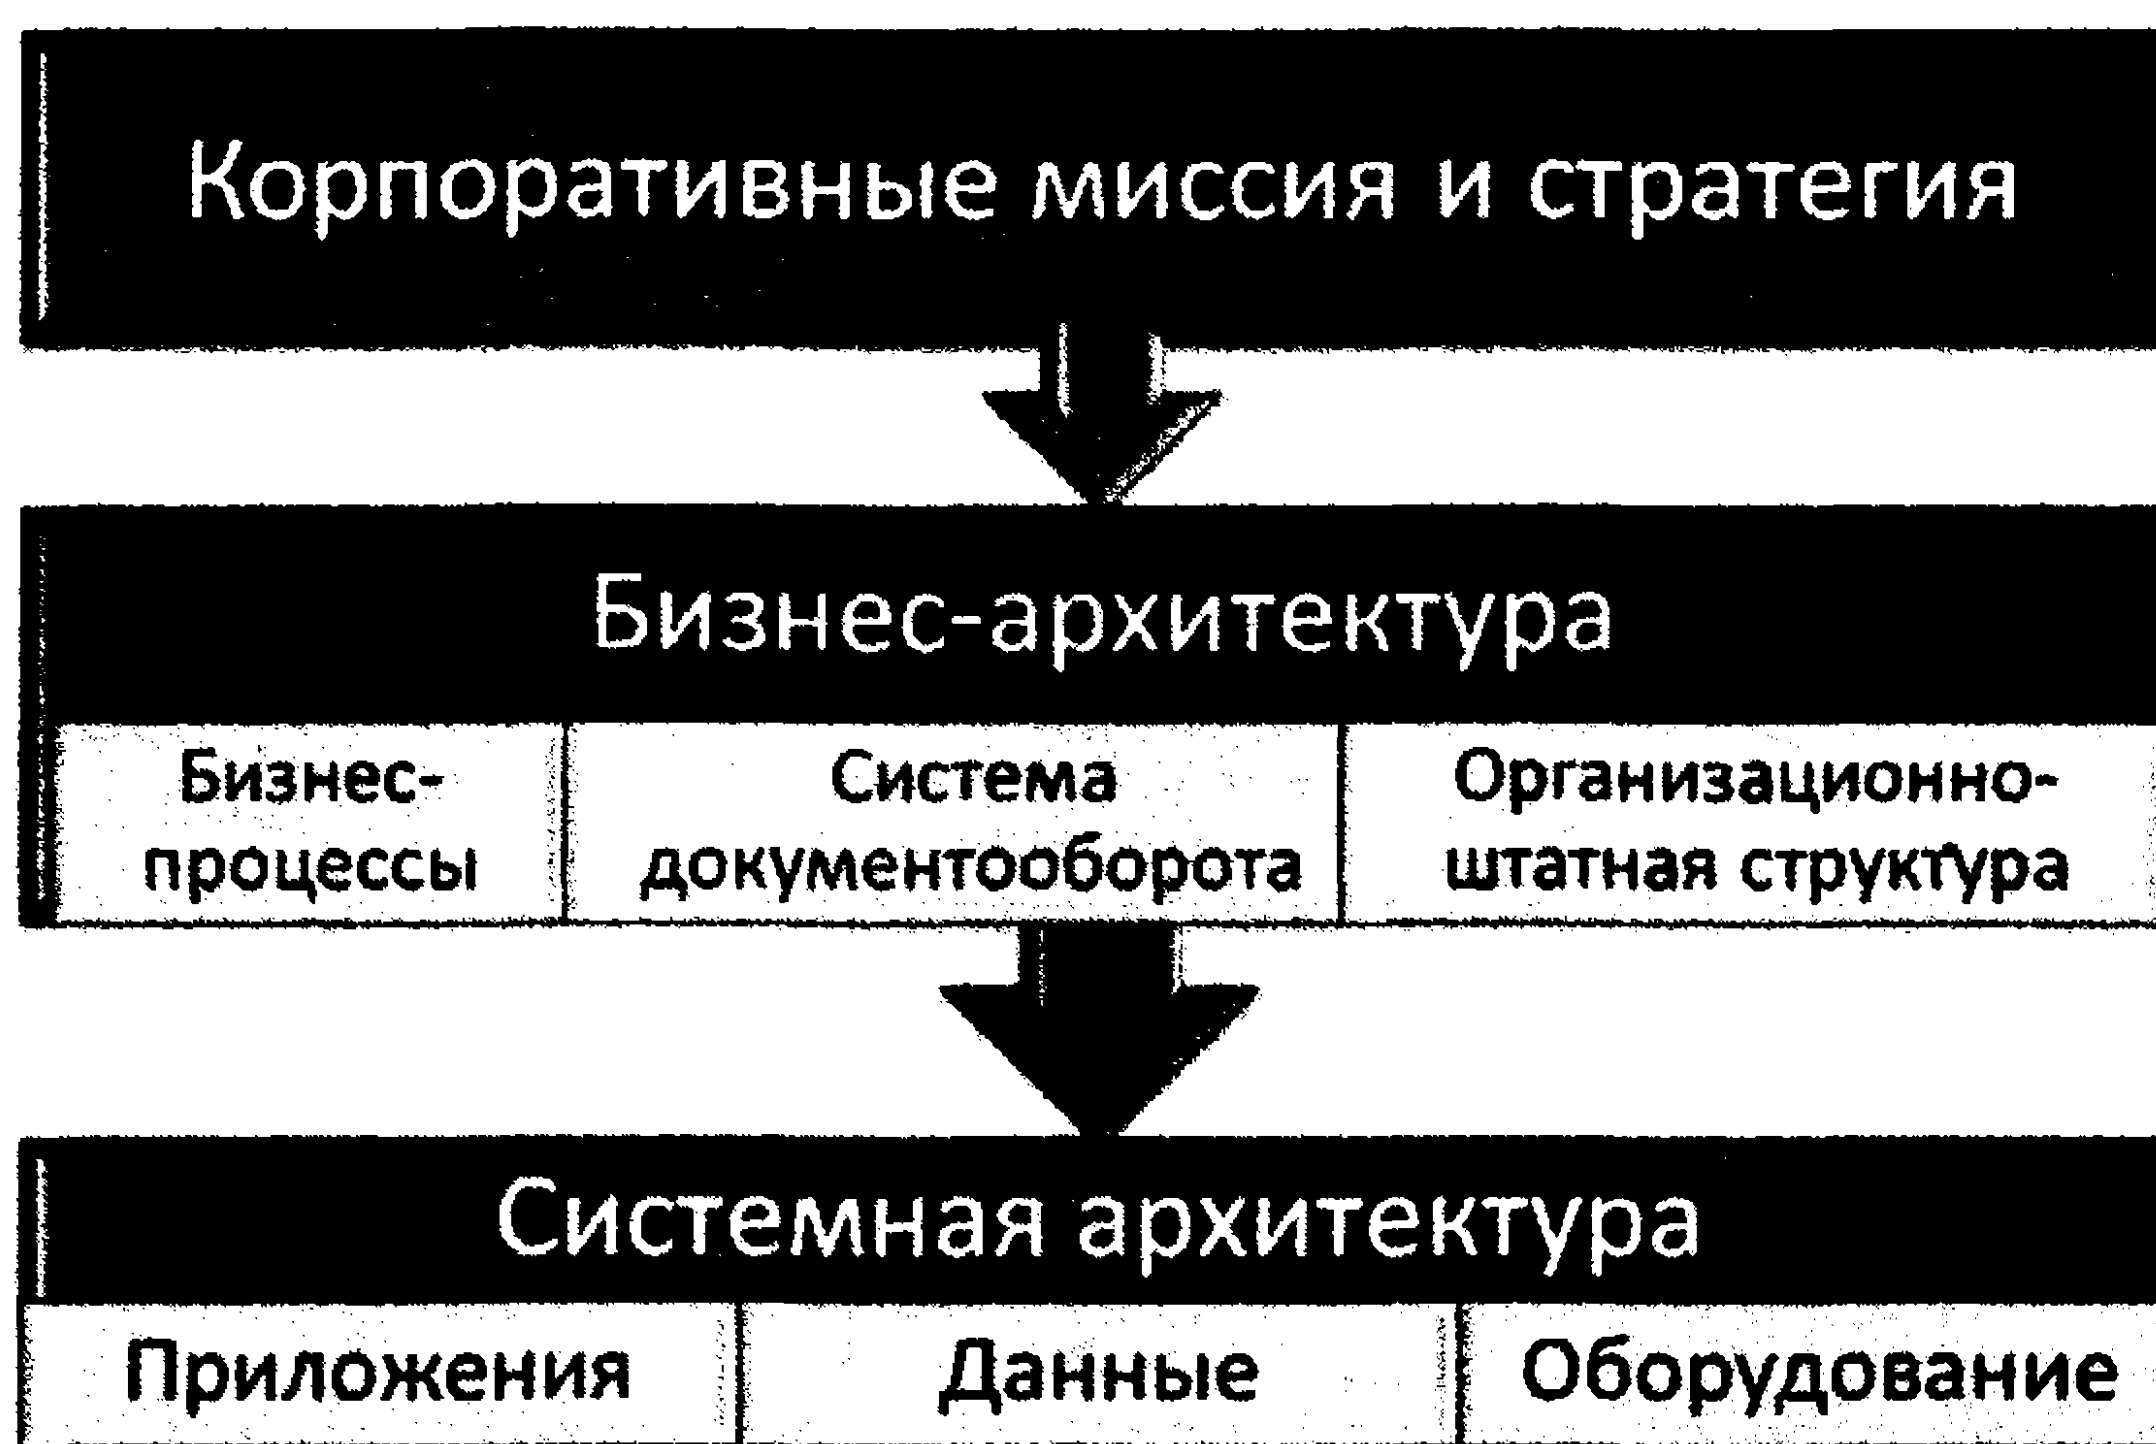 Корпоративные миссия и стратегия
Бизнес-архитектура
Бизнес-
процессы
Система
документооборота
Организационно-
штатная структура
Системная архитектура
Приложения
Данные
Оборудование